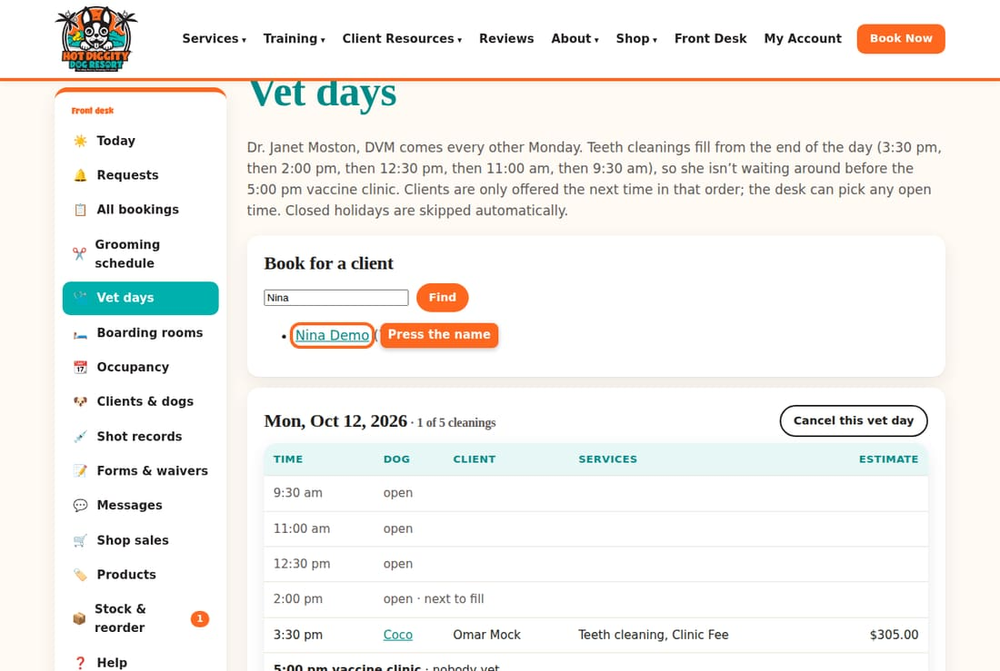 HOT DIGGITY
DOG RESORT
Services ▾ Training ▾ Client Resources ▾ Reviews About ▾ Shop ▾ Front Desk My Account Book Now
Front desk
Today
Requests
All bookings
Grooming
schedule
Vet days
Boarding rooms
Occupancy
Clients & dogs
Shot records
Forms & waivers
Messages
Shop sales
Products
Stock &
reorder
1
Help
Vet days
Dr. Janet Moston, DVM comes every other Monday. Teeth cleanings fill from the end of the day (3:30 pm,
then 2:00 pm, then 12:30 pm, then 11:00 am, then 9:30 am), so she isn’t waiting around before the
5:00 pm vaccine clinic. Clients are only offered the next time in that order; the desk can pick any open
time. Closed holidays are skipped automatically.
Book for a client
Nina Find
• Nina Demo ( Press the name
Mon, Oct 12, 2026 · 1 of 5 cleanings Cancel this vet day
TIME DOG CLIENT SERVICES ESTIMATE
9:30 am open
11:00 am open
12:30 pm open
2:00 pm open · next to fill
3:30 pm Coco Omar Mock Teeth cleaning, Clinic Fee $305.00
5:00 pm vaccine clinic · nobody yet